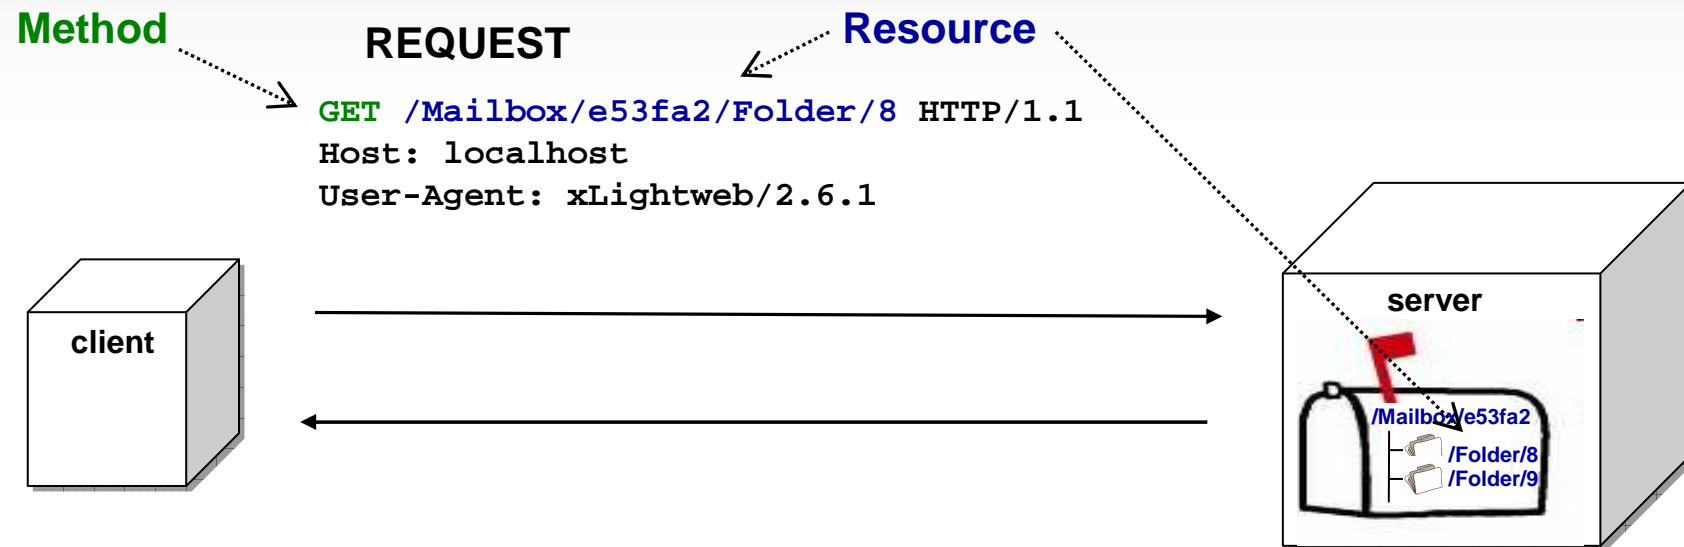 Method
REQUEST
Resource
GET /Mailbox/e53fa2/Folder/8 HTTP/1.1
Host: localhost
User-Agent: xLightweb/2.6.1
client
server
/Mailbox/e53fa2
/Folder/8
/Folder/9